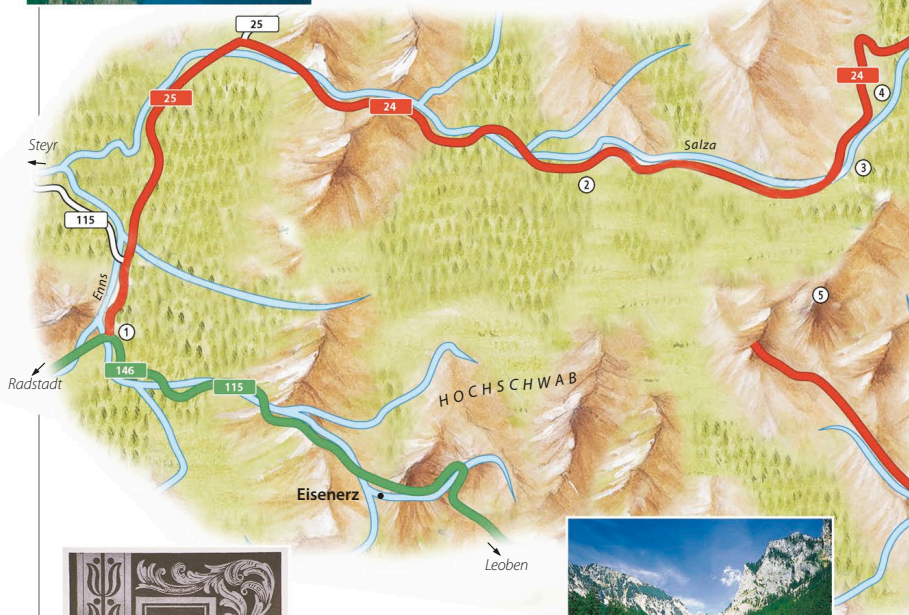 25
25
24
24
4
Steyr
Salza
3
2
115
Enns
5
1
146
Radstadt
115
HOCHSCHWAB
Eisenerz
Leoben